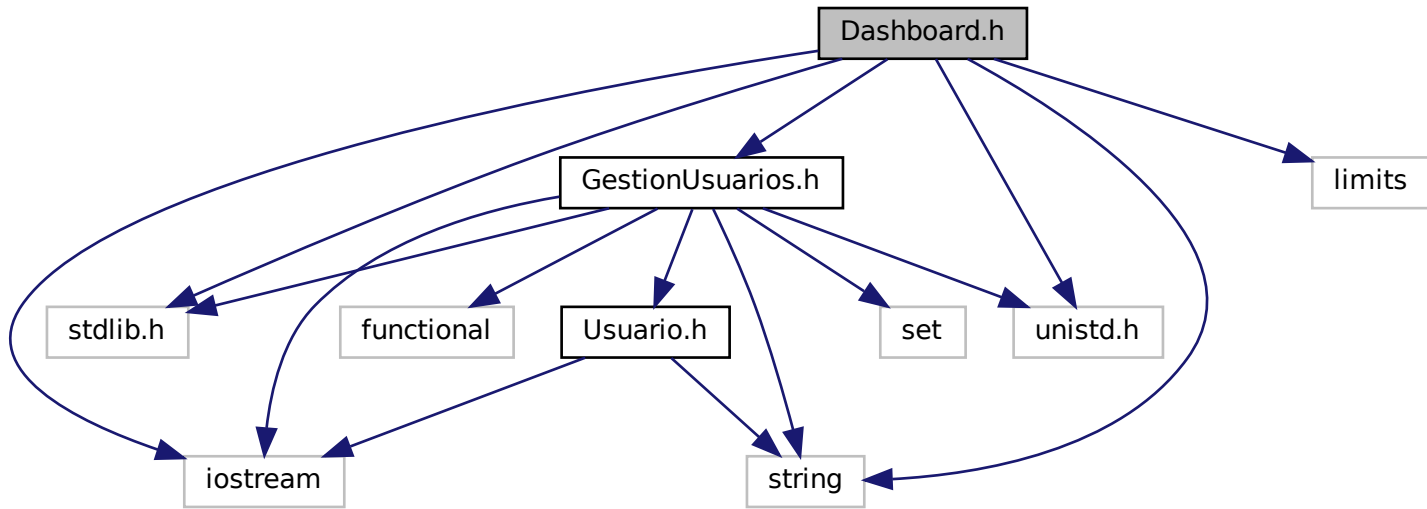 Dashboard.h
GestionUsuarios.h
limits
stdlib.h
functional
Usuario.h
set
unistd.h
iostream
string